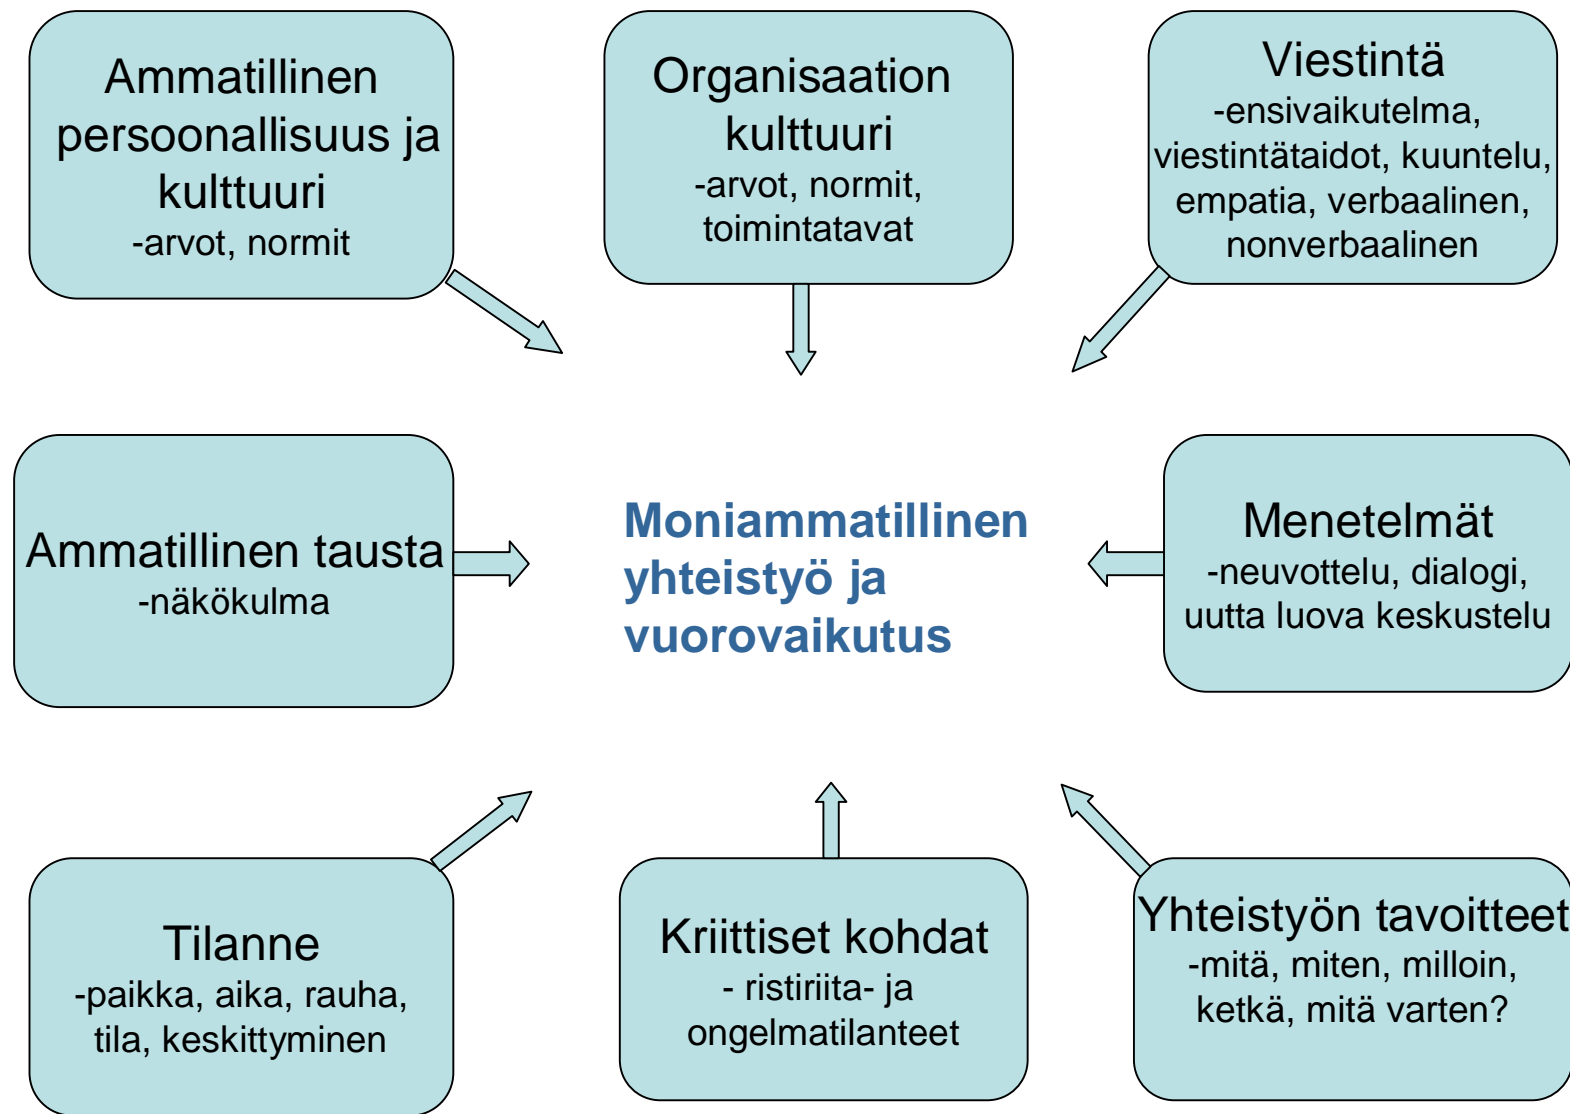 Ammatillinen
persoonallisuus ja
kulttuuri
-arvot, normit
Organisaation
kulttuuri
-arvot, normit,
toimintatavat
Viestintä
-ensivaikutelma,
viestintätaidot, kuuntelu,
empatia, verbaalinen,
nonverbaalinen
Ammatillinen tausta
-näkökulma
Moniammatillinen
yhteistyö ja
vuorovaikutus
Menetelmät
-neuvottelu, dialogi,
uutta luova keskustelu
Tilanne
-paikka, aika, rauha,
tila, keskittyminen
Kriittiset kohdat
- ristiriita- ja
ongelmatilanteet
Yhteistyön tavoitteet
-mitä, miten, milloin,
ketkä, mitä varten?